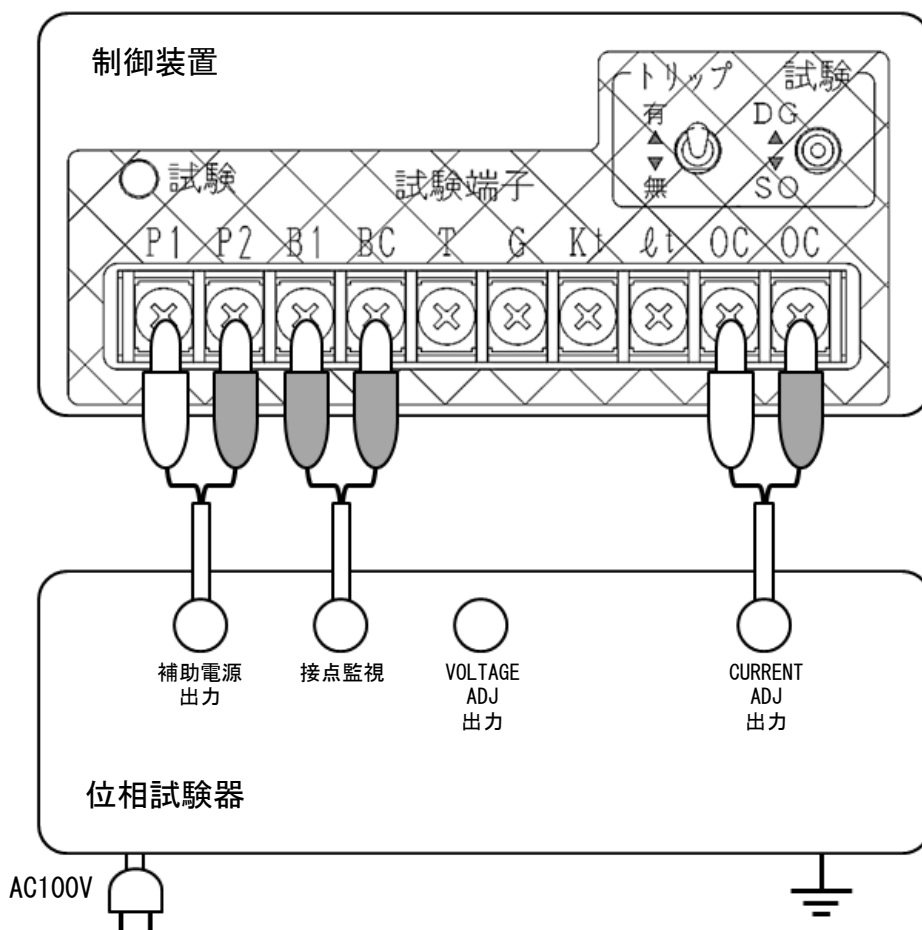 制御装置
トリップ
試験
有
DG
無
SO
試験
試験端子
P1 P2 B1 BC T G Kt ℓt OC OC
補助電源
出力
接点監視
VOLTAGE
ADJ
出力
CURRENT
ADJ
出力
位相試験器
AC100V